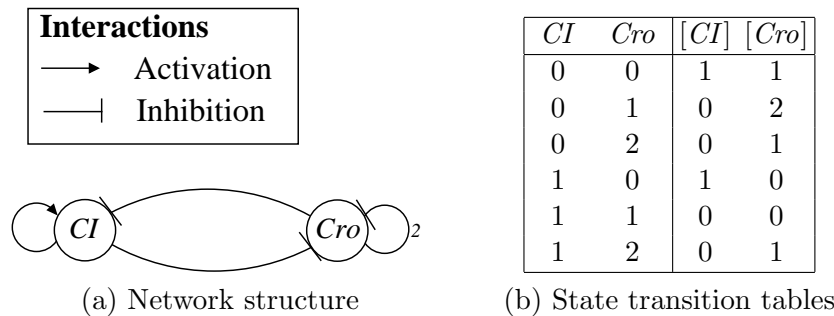 Interactions
Activation
Inhibition
CI
Cro
2
(a) Network structure
CI Cro [CI] [Cro]
0 0 1 1
0 1 0 2
0 2 0 1
1 0 1 0
1 1 0 0
1 2 0 1
(b) State transition tables